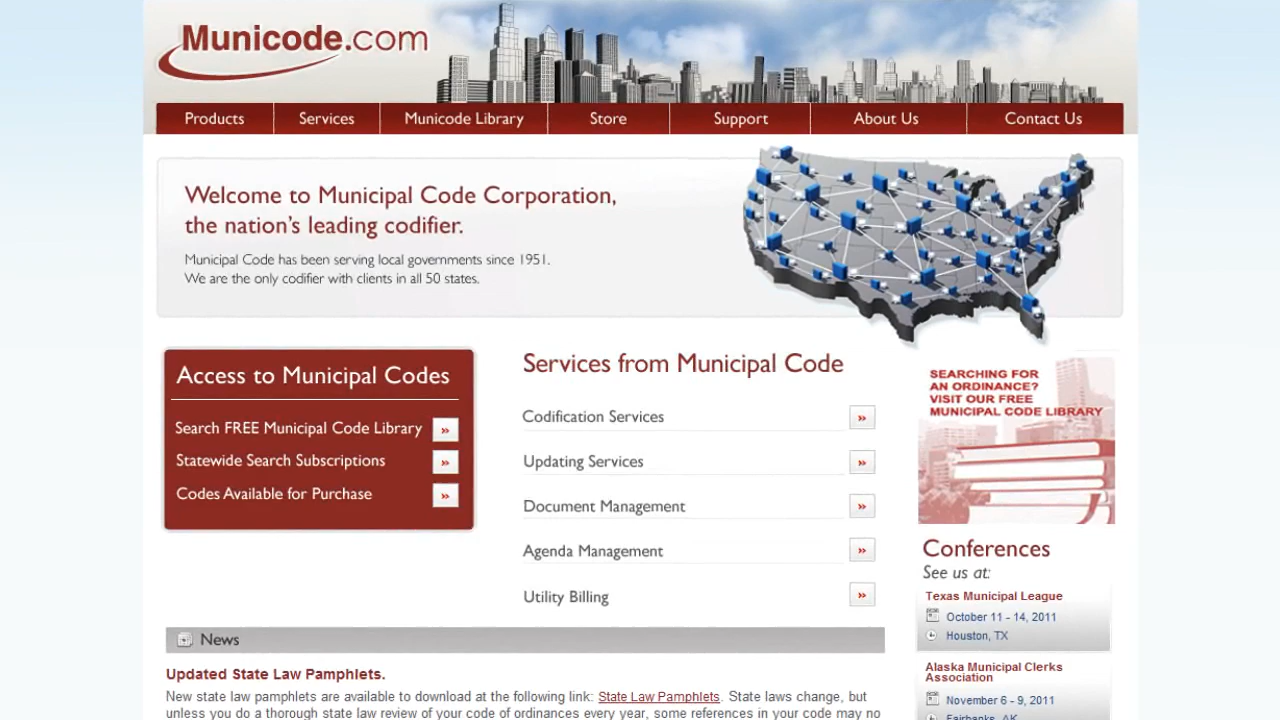 Municode.com
Products
Services
Municode Library
Store
Support
About Us
Contact Us
Welcome to Municipal Code Corporation,
the nation's leading codifier.
Municipal Code has been serving local governments since 1951.
We are the only codifier with clients in all 50 states.
Access to Municipal Codes
Search FREE Municipal Code Library
Statewide Search Subscriptions
Codes Available for Purchase
Services from Municipal Code
Codification Services
Updating Services
Document Management
Agenda Management
Utility Billing
SEARCHING FOR
AN ORDINANCE?
VISIT OUR FREE
MUNICIPAL CODE LIBRARY
Conferences
See us at:
Texas Municipal League
October 11 - 14, 2011
Houston, TX
Alaska Municipal Clerks
Association
November 6 - 9, 2011
Fairbanks, AK
News
Updated State Law Pamphlets.
New state law pamphlets are available to download at the following link: State Law Pamphlets. State laws change, but
unless you do a thorough state law review of your code of ordinances every year, some references in your code may no